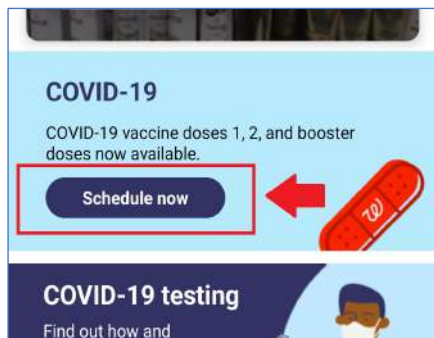 COVID-19
COVID-19 vaccine doses 1, 2, and booster
doses now available.
Schedule now
COVID-19 testing
Find out how and